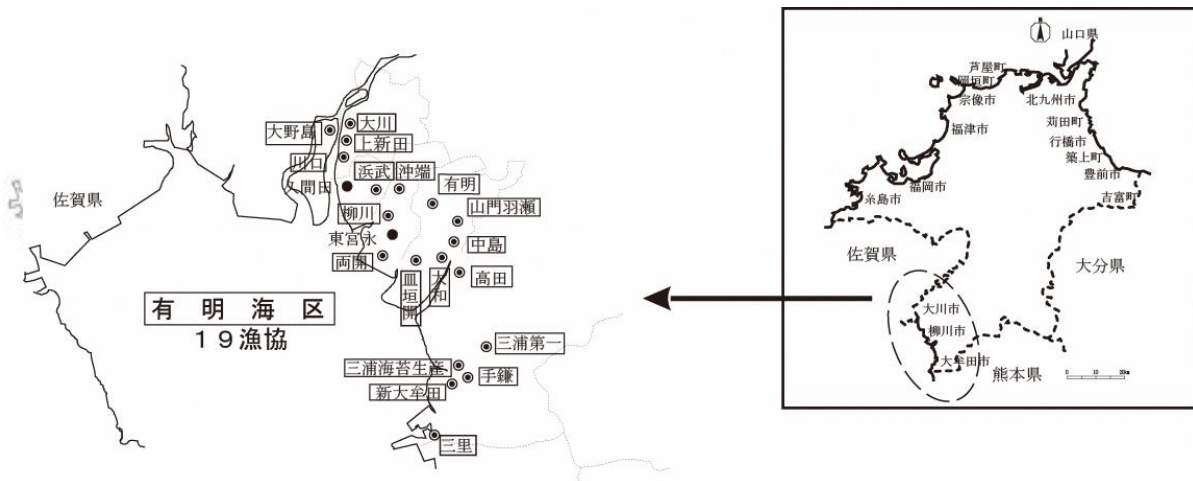 佐賀県
大野島
大川
上新田
川口
久間田
浜武
沖端
有明
山門羽瀬
柳川
東宮永
中島
両開
皿垣開
大和
高田
有明海区
19漁協
三浦第一
三浦海苔生産
手鎌
新大牟田
三里
N
山口県
芦屋町
岡垣町
宗像市
北九州市
福津市
苅田町
行橋市
築上町
豊前市
福岡市
吉富町
糸島市
佐賀県
大分県
大川市
柳川市
大牟田市
熊本県
0 10 20km